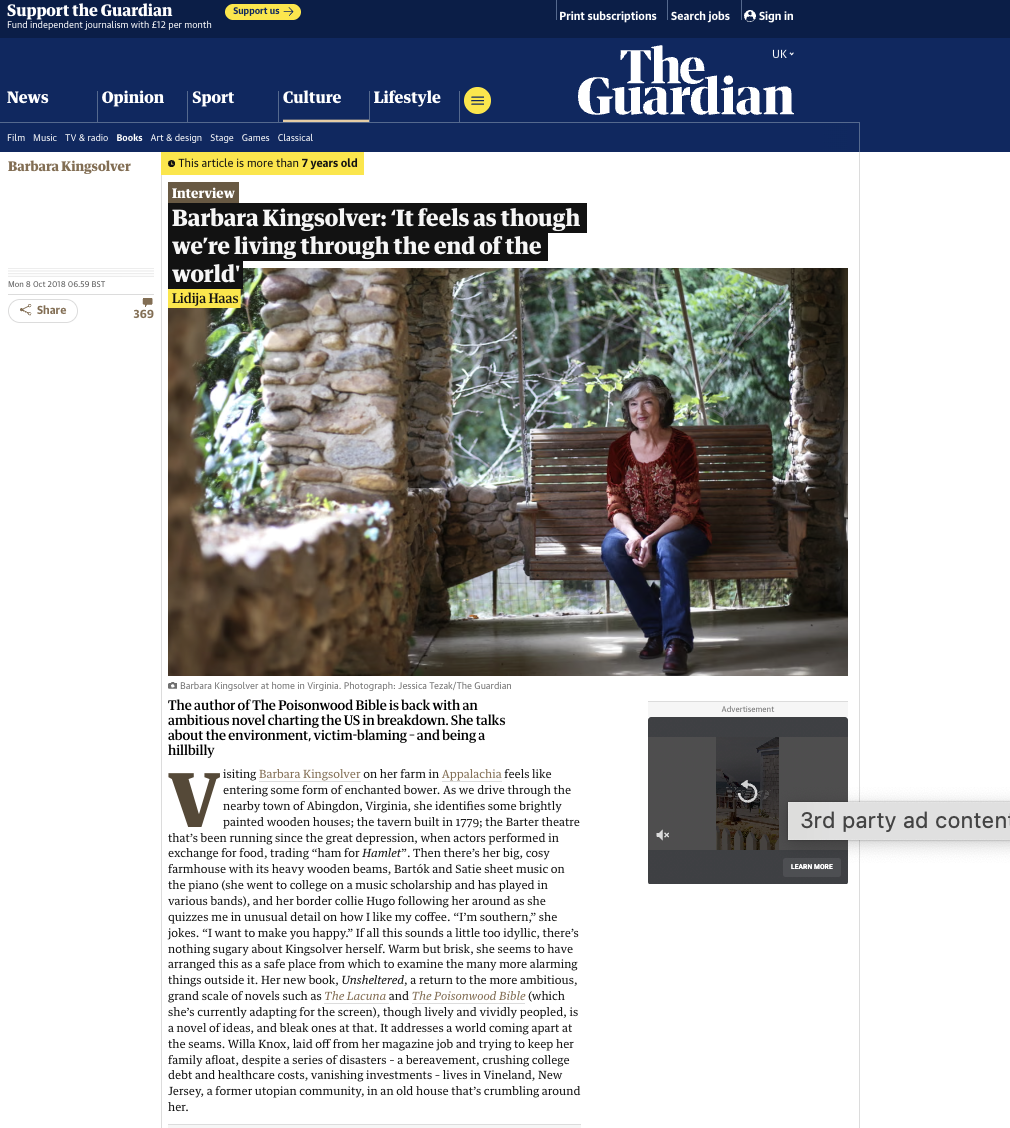 Support the Guardian
Fund independent journalism with £12 per month
Support us
Print subscriptions
Search jobs
Sign in
UK
The
Guardian
News
Opinion
Sport
Culture
Lifestyle
Film Music TV & radio Books Art & design Stage Games Classical
Barbara Kingsolver
This article is more than 7 years old
Interview
Barbara Kingsolver: ‘It feels as though
we’re living through the end of the
world'
Lidija Haas
Mon 8 Oct 2018 06.59 BST
Share
369
Barbara Kingsolver at home in Virginia. Photograph: Jessica Tezak/The Guardian
The author of The Poisonwood Bible is back with an
ambitious novel charting the US in breakdown. She talks
about the environment, victim-blaming – and being a
hillbilly
Visiting Barbara Kingsolver on her farm in Appalachia feels like
entering some form of enchanted bower. As we drive through the
nearby town of Abingdon, Virginia, she identifies some brightly
painted wooden houses; the tavern built in 1779; the Barter theatre
that’s been running since the great depression, when actors performed in
exchange for food, trading “ham for Hamlet”. Then there’s her big, cosy
farmhouse with its heavy wooden beams, Bartók and Satie sheet music on
the piano (she went to college on a music scholarship and has played in
various bands), and her border collie Hugo following her around as she
quizzes me in unusual detail on how I like my coffee. “I’m southern,” she
jokes. “I want to make you happy.” If all this sounds a little too idyllic, there’s
nothing sugary about Kingsolver herself. Warm but brisk, she seems to have
arranged this as a safe place from which to examine the many more alarming
things outside it. Her new book, Unsheltered, a return to the more ambitious,
grand scale of novels such as The Lacuna and The Poisonwood Bible (which
she’s currently adapting for the screen), though lively and vividly peopled, is
a novel of ideas, and bleak ones at that. It addresses a world coming apart at
the seams. Willa Knox, laid off from her magazine job and trying to keep her
family afloat, despite a series of disasters – a bereavement, crushing college
debt and healthcare costs, vanishing investments – lives in Vineland, New
Jersey, a former utopian community, in an old house that’s crumbling around
her.
Advertisement
3rd party ad conten
LEARN MORE